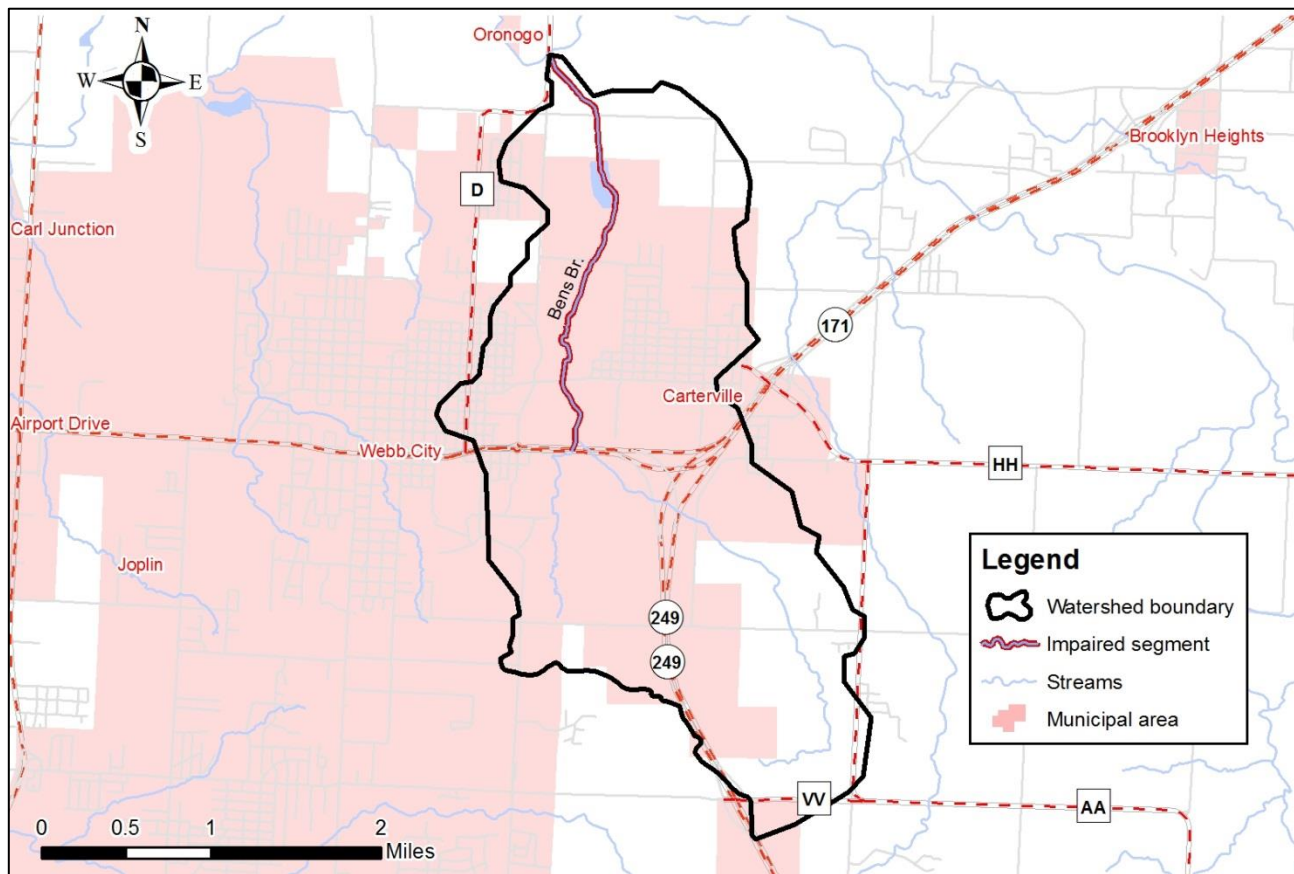 Oronogo
N
W E
S
Brooklyn Heights
D
Carl Junction
Bens Br.
171
Carterville
Airport Drive
Webb City
HH
Joplin
Legend
Watershed boundary
Impaired segment
Streams
Municipal area
249
249
VV
AA
0 0.5 1 2
Miles